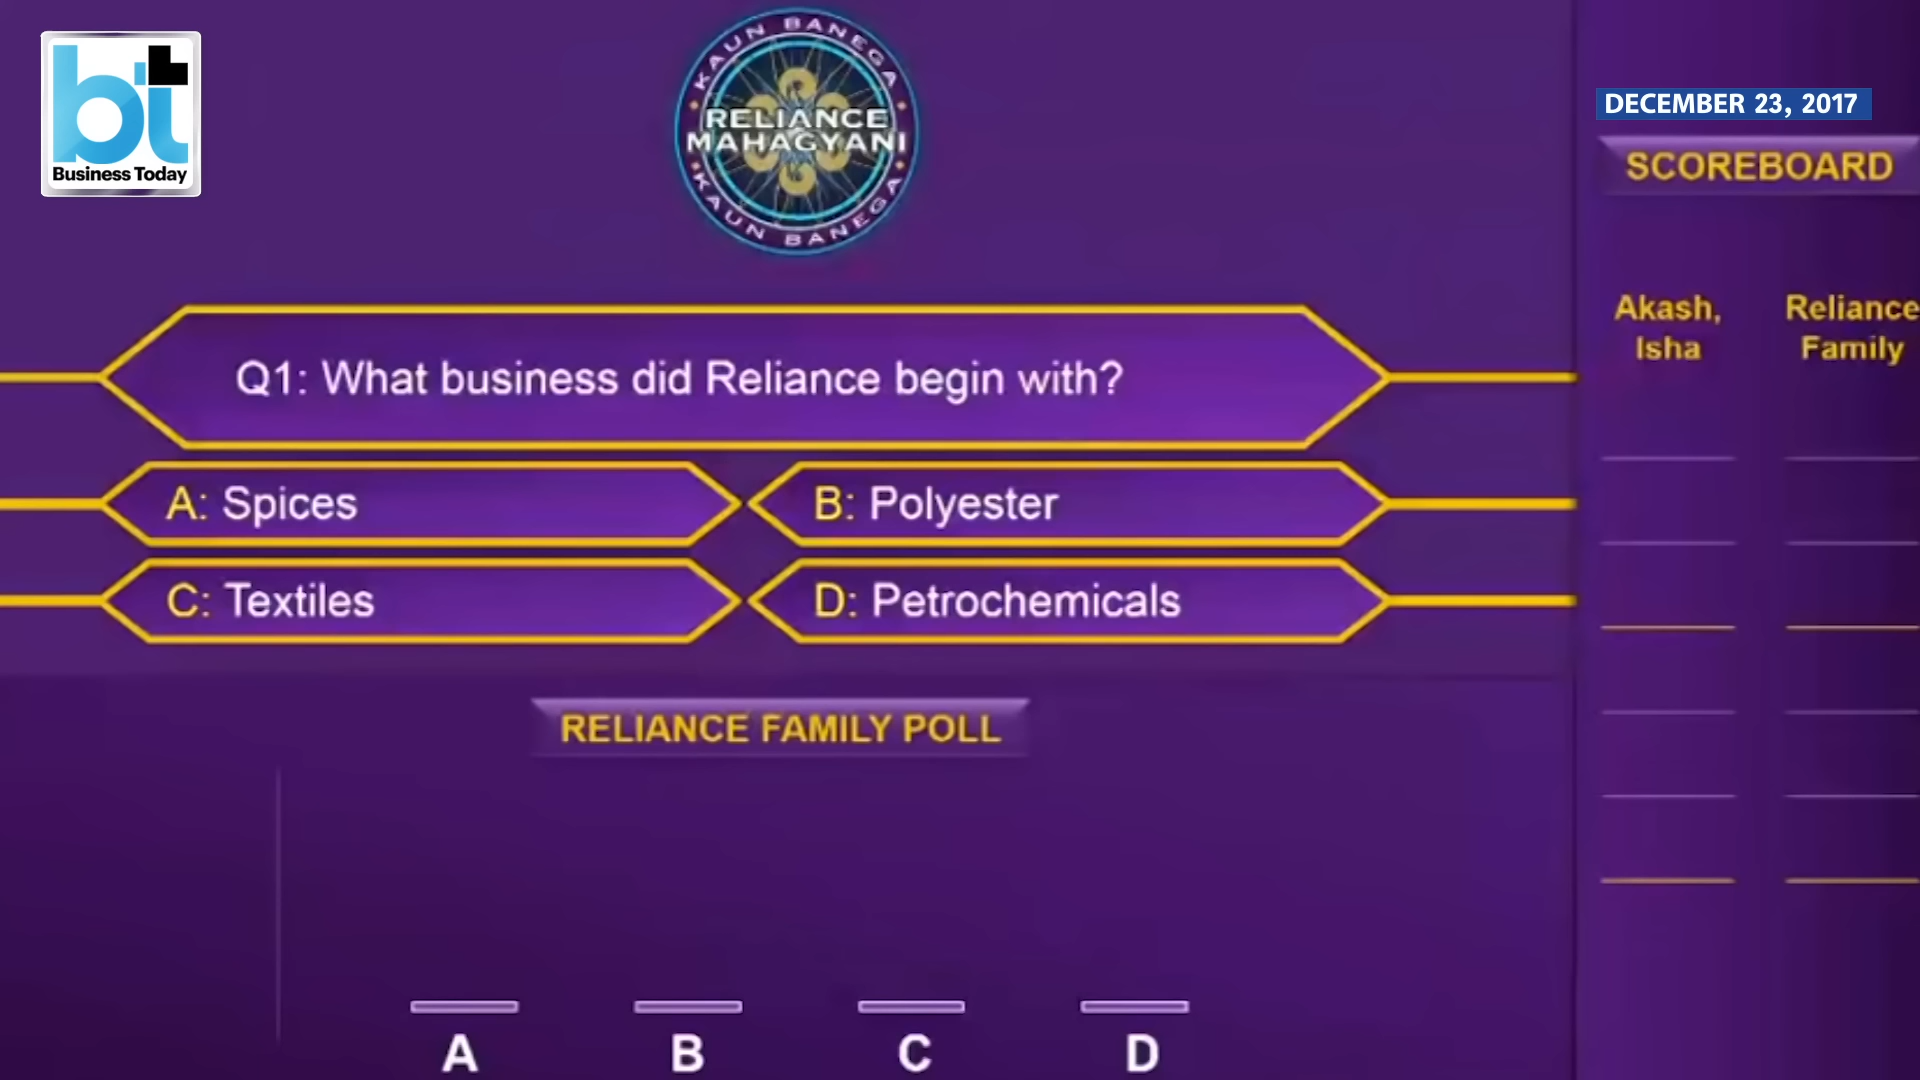 bt
Business Today
KAUN BANEGA
RELIANCE
MAHAGYANI
KAUN BANEGA
DECEMBER 23, 2017
SCOREBOARD
Akash,
Isha
Reliance
Family
Q1: What business did Reliance begin with?
A: Spices
B: Polyester
C: Textiles
D: Petrochemicals
RELIANCE FAMILY POLL
A
B
C
D